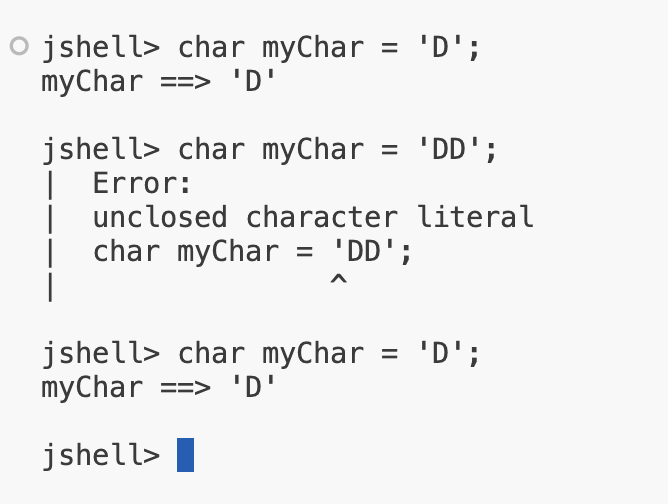 jshell> char myChar = 'D';
myChar ==> 'D'
jshell> char myChar = 'DD';
|  Error:
|  unclosed character literal
|  char myChar = 'DD';
|                ^
jshell> char myChar = 'D';
myChar ==> 'D'
jshell>